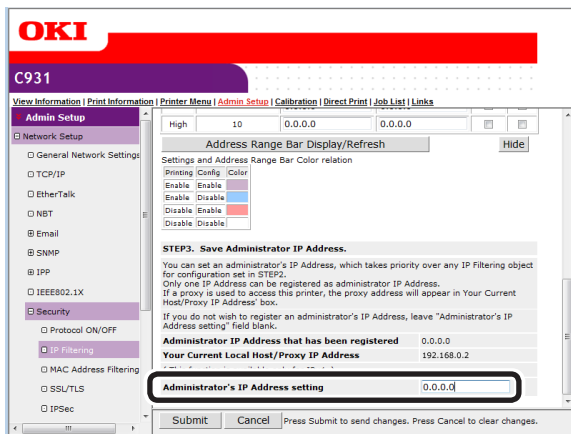 OKI
C931
View Information | Print Information | Printer Menu | Admin Setup | Calibration | Direct Print | Job List | Links
Admin Setup
Network Setup
General Network Settings
TCP/IP
EtherTalk
NBT
Email
SNMP
IPP
IEEE802.1X
Security
Protocol ON/OFF
IP Filtering
MAC Address Filtering
SSL/TLS
IPSec
High 10 0.0.0.0 0.0.0.0
Address Range Bar Display/Refresh Hide
Settings and Address Range Bar Color relation
Printing Config Color
Enable Enable
Enable Disable
Disable Enable
Disable Disable
STEP3. Save Administrator IP Address.
You can set an administrator's IP Address, which takes priority over any IP Filtering object
for configuration set in STEP2.
Only one IP Address can be registered as administrator IP Address.
If a proxy is used to access this printer, the proxy address will appear in Your Current
Host/Proxy IP Address' box.
If you do not wish to register an administrator's IP Address, leave "Administrator's IP
Address setting" field blank.
Administrator IP Address that has been registered 0.0.0.0
Your Current Local Host/Proxy IP Address 192.168.0.2
Administrator's IP Address setting 0.0.0.0
Submit Cancel Press Submit to send changes. Press Cancel to clear changes.